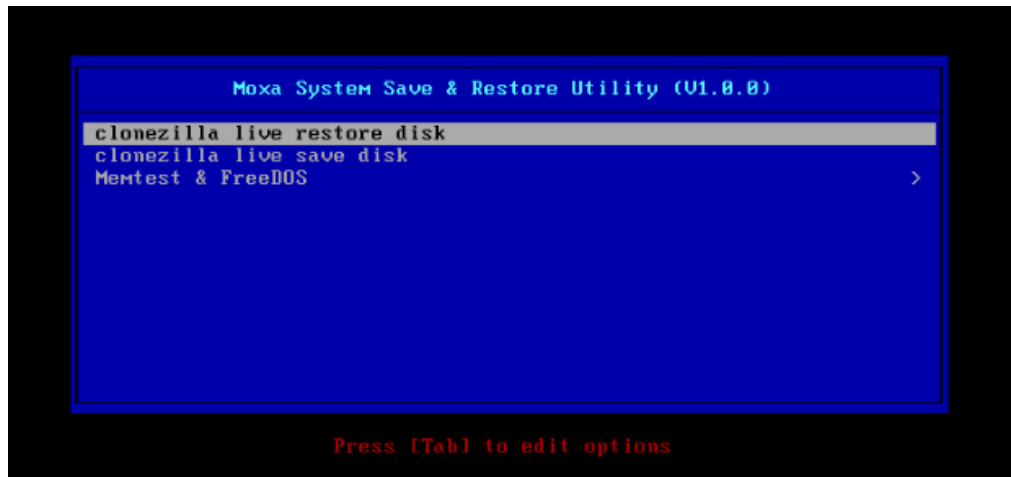 Moxa System Save & Restore Utility (V1.0.0)
clonezilla live restore disk
clonezilla live save disk
Memtest & FreeDOS >
Press [Tab] to edit options